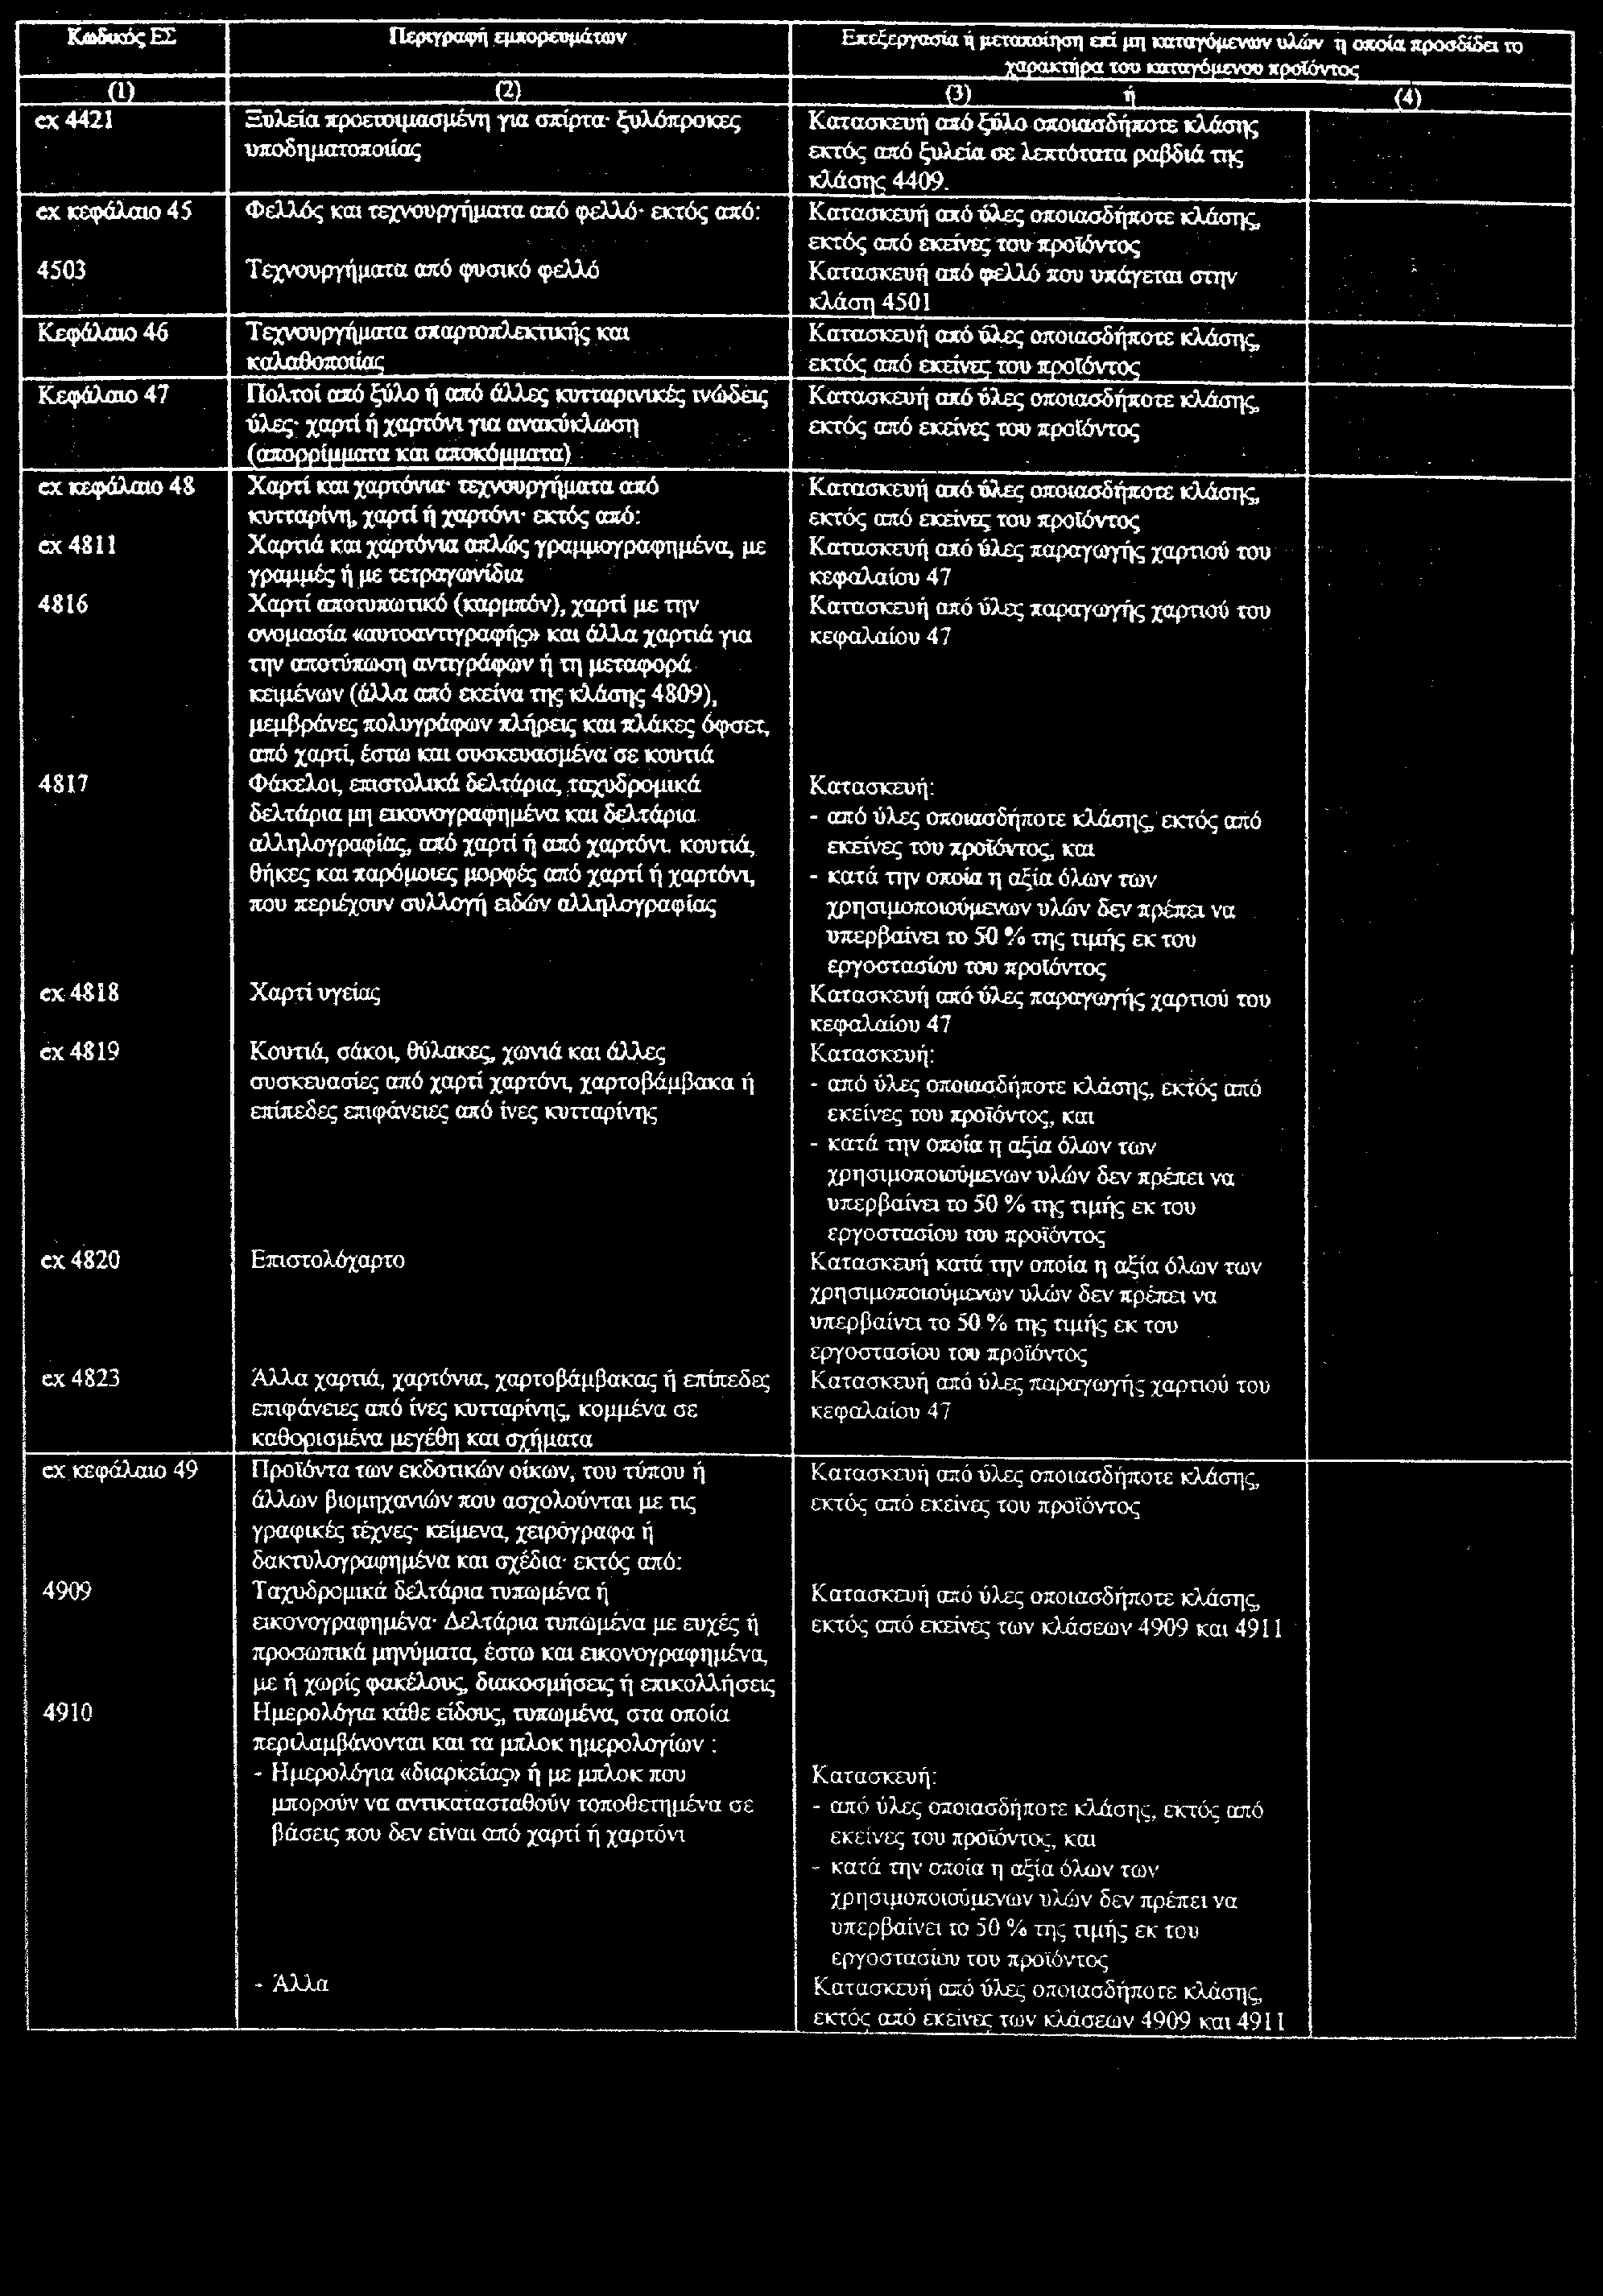 Κωδικός ΕΣ
Περιγραφή εμπορευμάτων
Επεξεργασία ή μεταποίηση επί μη καταγόμενων υλών η οποία προσδίδει το
χαρακτήρα του καταγόμενου προϊόντος
(1)
(2)
(3) ή (4)
ex 4421
Ξυλεία προετοιμασμένη για σπίρτα· ξυλόπροκες
υποδηματοποιίας
Κατασκευή από ξύλο οποιασδήποτε κλάσης
εκτός από ξυλεία σε λεπτότατα ραβδιά της
κλάσης 4409.
ex κεφάλαιο 45
Φελλός και τεχνουργήματα από φελλό· εκτός από:
Κατασκευή από ύλες οποιασδήποτε κλάσης,
εκτός από εκείνες του προϊόντος
4503
Τεχνουργήματα από φυσικό φελλό
Κατασκευή από φελλό που υπάγεται στην
κλάση 4501
Κεφάλαιο 46
Τεχνουργήματα σπαρτοπλεκτικής και
καλαθοποιίας
Κατασκευή από ύλες οποιασδήποτε κλάσης,
εκτός από εκείνες του προϊόντος
Κεφάλαιο 47
Πολτοί από ξύλο ή από άλλες κυτταρινικές ινώδεις
ύλες· χαρτί ή χαρτόνι για ανακύκλωση
(απορρίμματα και αποκόμματα)
Κατασκευή από ύλες οποιασδήποτε κλάσης,
εκτός από εκείνες του προϊόντος
ex κεφάλαιο 48
Χαρτί και χαρτόνια· τεχνουργήματα από
κυτταρίνη, χαρτί ή χαρτόνι· εκτός από:
Κατασκευή από ύλες οποιασδήποτε κλάσης,
εκτός από εκείνες του προϊόντος
ex 4811
Χαρτιά και χαρτόνια απλώς γραμμογραφημένα, με
γραμμές ή με τετραγωνίδια
Κατασκευή από ύλες παραγωγής χαρτιού του
κεφαλαίου 47
4816
Χαρτί αποτυπωτικό (καρμπόν), χαρτί με την
ονομασία «αυτοαντιγραφής» και άλλα χαρτιά για
την αποτύπωση αντιγράφων ή τη μεταφορά
κειμένων (άλλα από εκείνα της κλάσης 4809),
μεμβράνες πολυγράφων πλήρεις και πλάκες όφσετ,
από χαρτί, έστω και συσκευασμένα σε κουτιά
Κατασκευή από ύλες παραγωγής χαρτιού του
κεφαλαίου 47
4817
Φάκελοι, επιστολικά δελτάρια, ταχυδρομικά
δελτάρια μη εικονογραφημένα και δελτάρια
αλληλογραφίας, από χαρτί ή από χαρτόνι. κουτιά,
θήκες και παρόμοιες μορφές από χαρτί ή χαρτόνι,
που περιέχουν συλλογή ειδών αλληλογραφίας
Κατασκευή:
- από ύλες οποιασδήποτε κλάσης, εκτός από
εκείνες του προϊόντος, και
- κατά την οποία η αξία όλων των
χρησιμοποιούμενων υλών δεν πρέπει να
υπερβαίνει το 50 % της τιμής εκ του
εργοστασίου του προϊόντος
ex 4818
Χαρτί υγείας
Κατασκευή από ύλες παραγωγής χαρτιού του
κεφαλαίου 47
ex 4819
Κουτιά, σάκοι, θύλακες, χωνιά και άλλες
συσκευασίες από χαρτί χαρτόνι, χαρτοβάμβακα ή
επίπεδες επιφάνειες από ίνες κυτταρίνης
Κατασκευή:
- από ύλες οποιασδήποτε κλάσης, εκτός από
εκείνες του προϊόντος, και
- κατά την οποία η αξία όλων των
χρησιμοποιούμενων υλών δεν πρέπει να
υπερβαίνει το 50 % της τιμής εκ του
εργοστασίου του προϊόντος
ex 4820
Επιστολόχαρτο
Κατασκευή κατά την οποία η αξία όλων των
χρησιμοποιούμενων υλών δεν πρέπει να
υπερβαίνει το 50 % της τιμής εκ του
εργοστασίου του προϊόντος
ex 4823
Άλλα χαρτιά, χαρτόνια, χαρτοβάμβακας ή επίπεδες
επιφάνειες από ίνες κυτταρίνης, κομμένα σε
καθορισμένα μεγέθη και σχήματα
Κατασκευή από ύλες παραγωγής χαρτιού του
κεφαλαίου 47
ex κεφάλαιο 49
Προϊόντα των εκδοτικών οίκων, του τύπου ή
άλλων βιομηχανιών που ασχολούνται με τις
γραφικές τέχνες· κείμενα, χειρόγραφα ή
δακτυλογραφημένα και σχέδια· εκτός από:
Κατασκευή από ύλες οποιασδήποτε κλάσης,
εκτός από εκείνες του προϊόντος
4909
Ταχυδρομικά δελτάρια τυπωμένα ή
εικονογραφημένα· Δελτάρια τυπωμένα με ευχές ή
προσωπικά μηνύματα, έστω και εικονογραφημένα,
με ή χωρίς φακέλους, διακοσμήσεις ή επικολλήσεις
Κατασκευή από ύλες οποιασδήποτε κλάσης,
εκτός από εκείνες των κλάσεων 4909 και 4911
4910
Ημερολόγια κάθε είδους, τυπωμένα, στα οποία
περιλαμβάνονται και τα μπλοκ ημερολογίων :
- Ημερολόγια «διαρκείας» ή με μπλοκ που
μπορούν να αντικατασταθούν τοποθετημένα σε
βάσεις που δεν είναι από χαρτί ή χαρτόνι
Κατασκευή:
- από ύλες οποιασδήποτε κλάσης, εκτός από
εκείνες του προϊόντος, και
- κατά την οποία η αξία όλων των
χρησιμοποιούμενων υλών δεν πρέπει να
υπερβαίνει το 50 % της τιμής εκ του
εργοστασίου του προϊόντος
- Άλλα
Κατασκευή από ύλες οποιασδήποτε κλάσης,
εκτός από εκείνες των κλάσεων 4909 και 4911